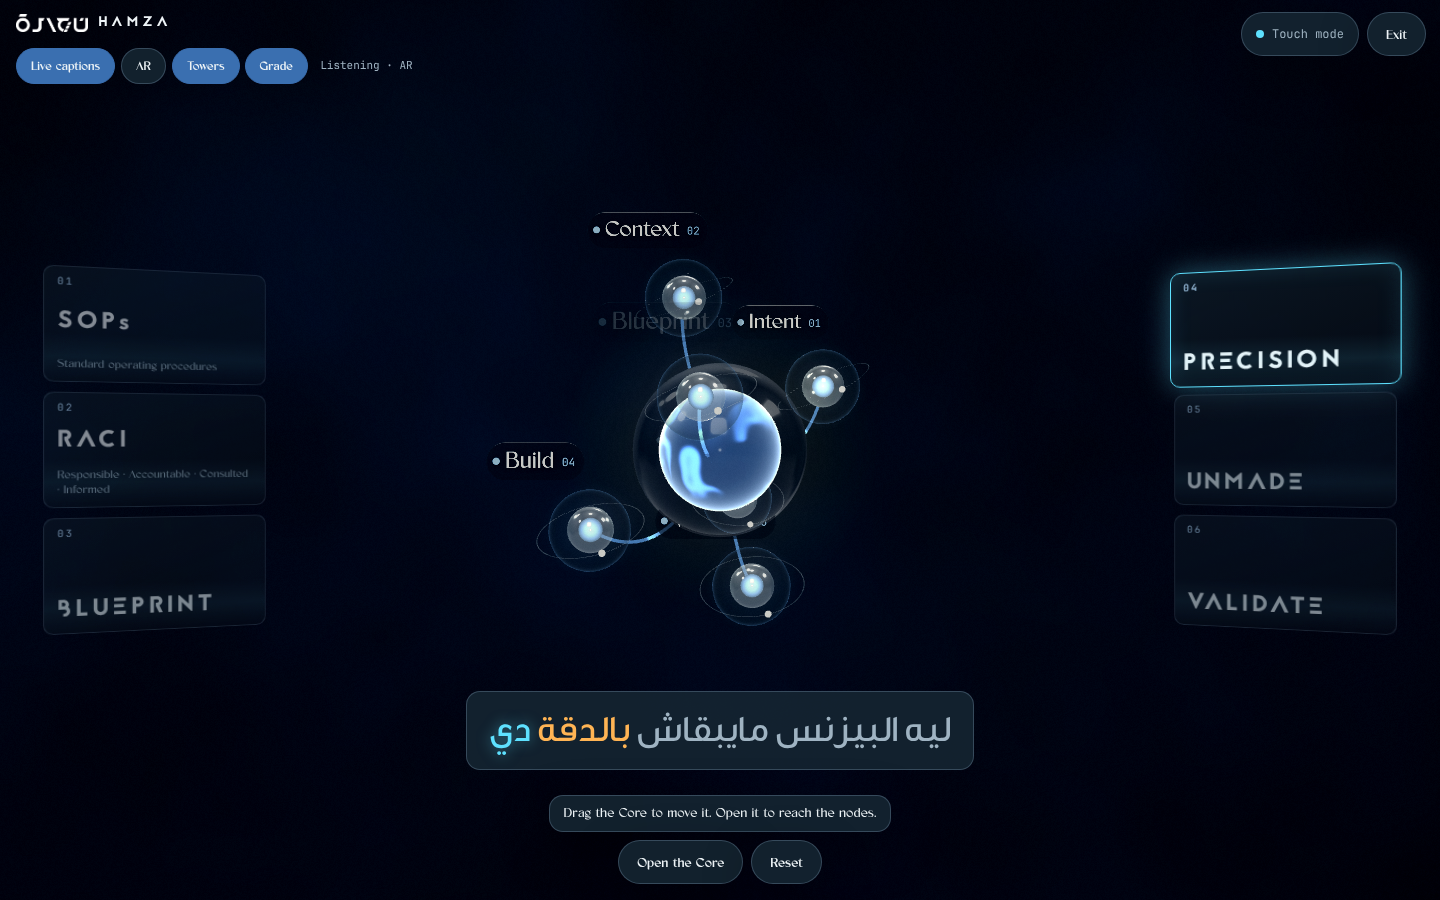 HAMZA
Touch mode
Exit
Live captions
AR
Towers
Grade
Listening · AR
Context 02
Blueprint 03
Intent 01
Build 04
01
SOPs
Standard operating procedures
02
RACI
Responsible · Accountable · Consulted
· Informed
03
BLUEPRINT
04
PRECISION
05
UNMADE
06
VALIDATE
ليه البيزنس مايبقاش بالدقة دي
Drag the Core to move it. Open it to reach the nodes.
Open the Core
Reset